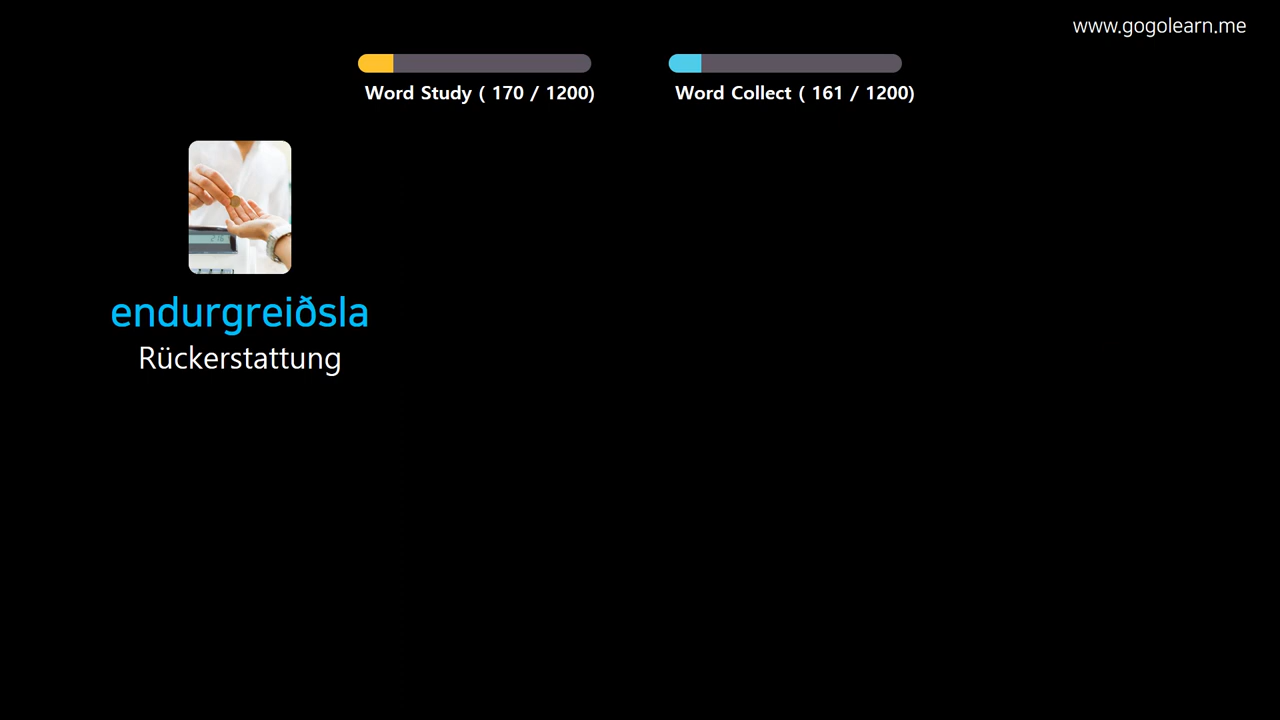 www.gogolearn.me
Word Study ( 170 / 1200)
Word Collect ( 161 / 1200)
endurgreiðsla
Rückerstattung